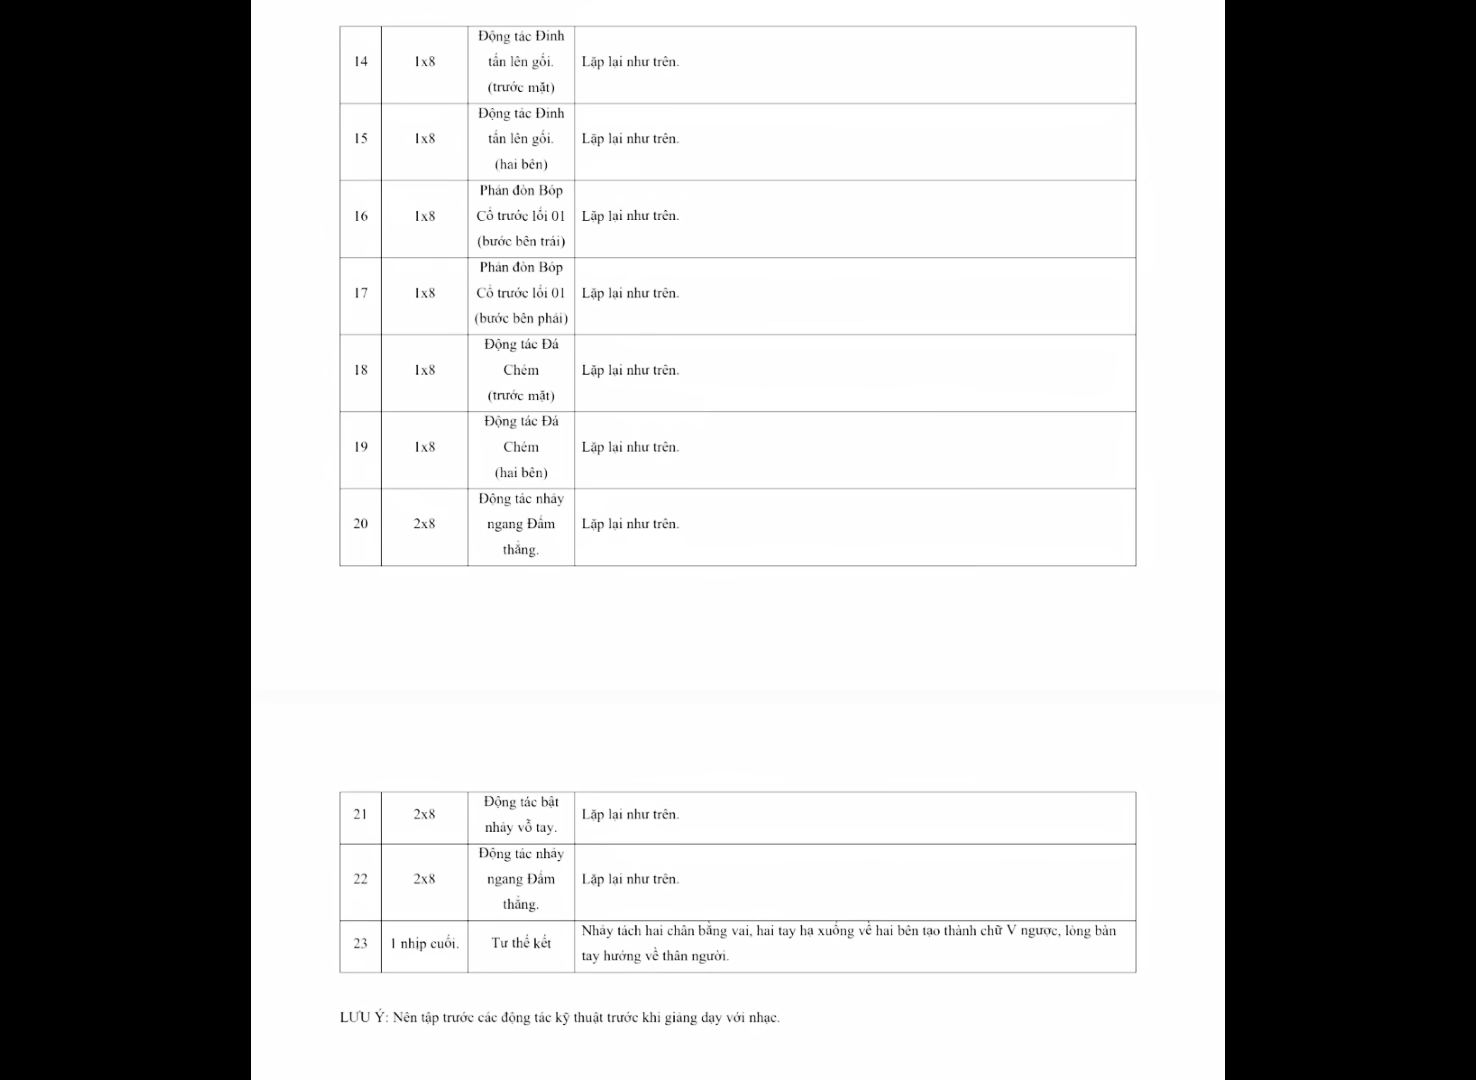 Động tác Đinh
14 1x8 tấn lên gối. Lặp lại như trên.
(trước mặt)
Động tác Đinh
15 1x8 tấn lên gối. Lặp lại như trên.
(hai bên)
Phản đòn Bóp
16 1x8 Cổ trước lối 01 Lặp lại như trên.
(bước bên trái)
Phản đòn Bóp
17 1x8 Cổ trước lối 01 Lặp lại như trên.
(bước bên phải)
Động tác Đá
18 1x8 Chém Lặp lại như trên.
(trước mặt)
Động tác Đá
19 1x8 Chém Lặp lại như trên.
(hai bên)
Động tác nhảy
20 2x8 ngang Đấm Lặp lại như trên.
thẳng.
Động tác bật
21 2x8 Lặp lại như trên.
nhảy vỗ tay.
Động tác nhảy
22 2x8 ngang Đấm Lặp lại như trên.
thẳng.
23 1 nhịp cuối. Tư thế kết Nhảy tách hai chân bằng vai, hai tay hạ xuống về hai bên tạo thành chữ V ngược, lòng bàn
tay hướng về thân người.
LƯU Ý: Nên tập trước các động tác kỹ thuật trước khi giảng dạy với nhạc.